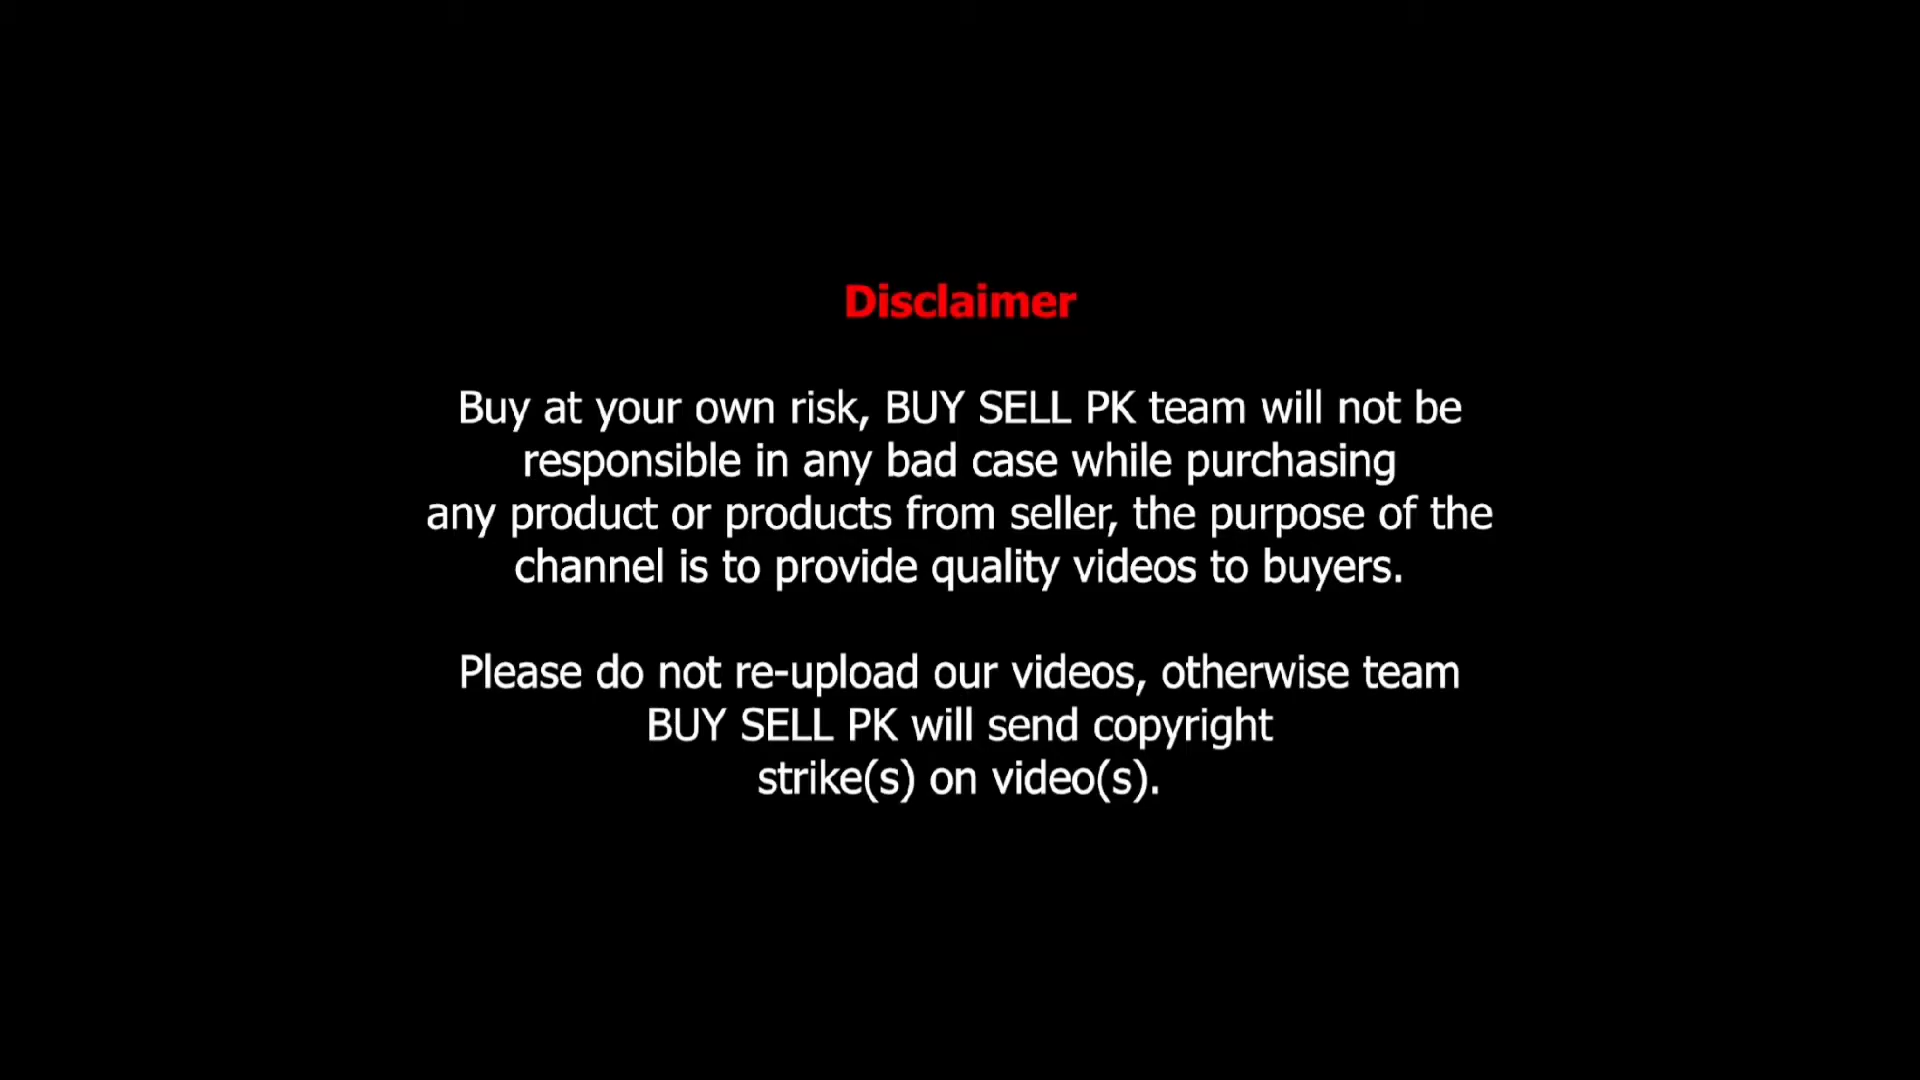 Disclaimer
Buy at your own risk, BUY SELL PK team will not be
responsible in any bad case while purchasing
any product or products from seller, the purpose of the
channel is to provide quality videos to buyers.
Please do not re-upload our videos, otherwise team
BUY SELL PK will send copyright
strike(s) on video(s).